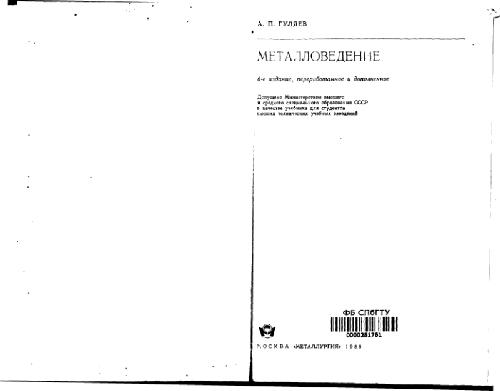 А. П. ГУЛЯЕВ
МЕТАЛЛОВЕДЕНИЕ
6-е издание, переработанное и дополненное
Допущено Министерством высшего
и среднего специального образования СССР
в качестве учебника для студентов
высших технических учебных заведений
ФБ СПбГТУ
0000281751
МОСКВА «МЕТАЛЛУРГИЯ» 1986